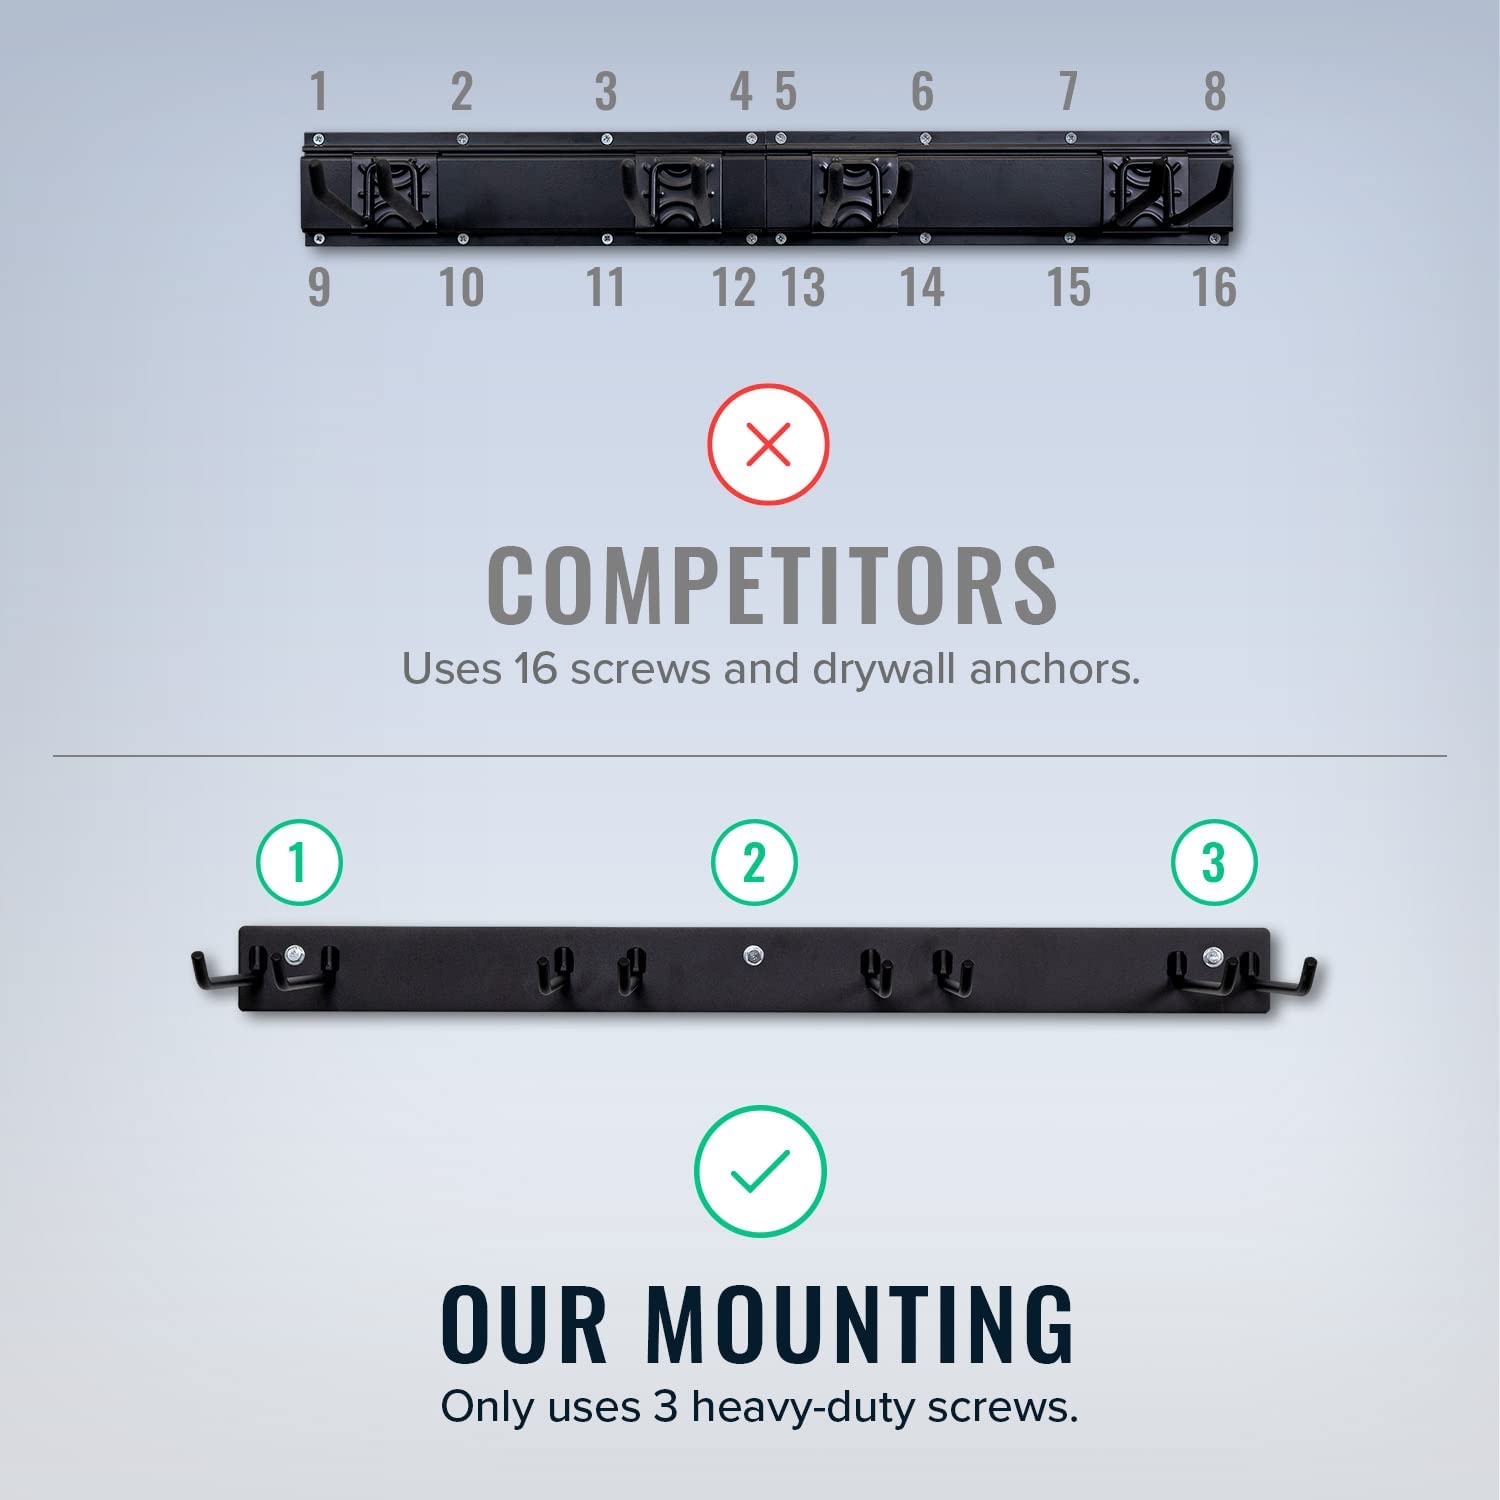 1 2 3 4 5 6 7 8
9 10 11 12 13 14 15 16
COMPETITORS
Uses 16 screws and drywall anchors.
1 2 3
OUR MOUNTING
Only uses 3 heavy-duty screws.